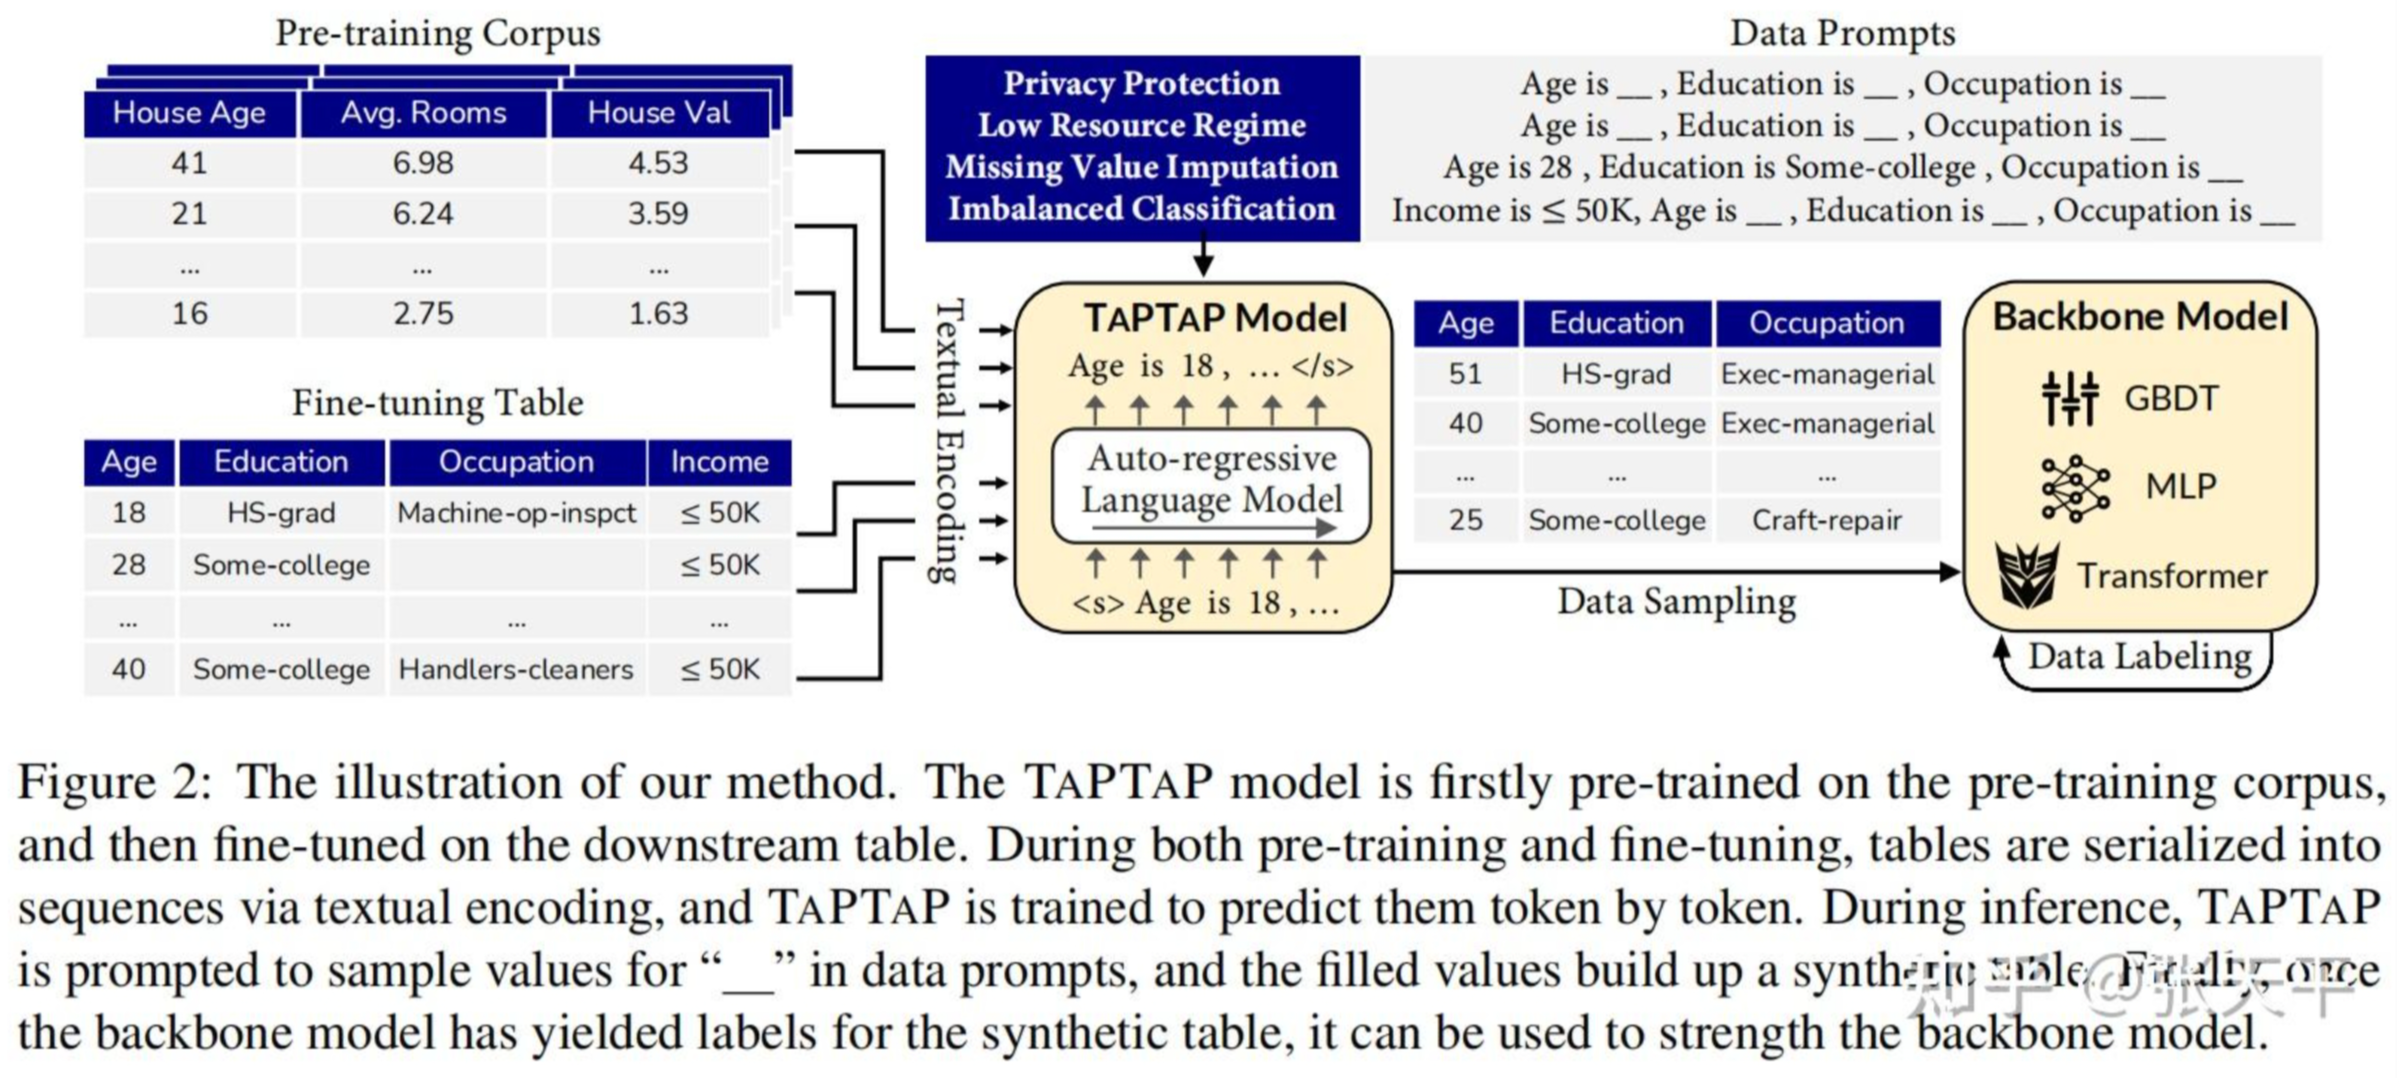 Pre-training Corpus
House Age Avg. Rooms House Val
41 6.98 4.53
21 6.24 3.59
... ... ...
16 2.75 1.63
Fine-tuning Table
Age Education Occupation Income
18 HS-grad Machine-op-inspct ≤ 50K
28 Some-college ≤ 50K
... ... ... ...
40 Some-college Handlers-cleaners ≤ 50K
Textual Encoding
Privacy Protection
Low Resource Regime
Missing Value Imputation
Imbalanced Classification
Data Prompts
Age is __ , Education is __ , Occupation is __
Age is __ , Education is __ , Occupation is __
Age is 28 , Education is Some-college , Occupation is __
Income is ≤ 50K, Age is __ , Education is __ , Occupation is __
TAPTAP Model
Age is 18 , ... </s>
Auto-regressive
Language Model
<s> Age is 18 , ...
Age Education Occupation
51 HS-grad Exec-managerial
40 Some-college Exec-managerial
... ... ...
25 Some-college Craft-repair
Data Sampling
Backbone Model
GBDT
MLP
Transformer
Data Labeling
Figure 2: The illustration of our method. The TAPTAP model is firstly pre-trained on the pre-training corpus,
and then fine-tuned on the downstream table. During both pre-training and fine-tuning, tables are serialized into
sequences via textual encoding, and TAPTAP is trained to predict them token by token. During inference, TAPTAP
is prompted to sample values for “__” in data prompts, and the filled values build up a synthetic table. Finally, once
the backbone model has yielded labels for the synthetic table, it can be used to strength the backbone model.
知乎 @张天平